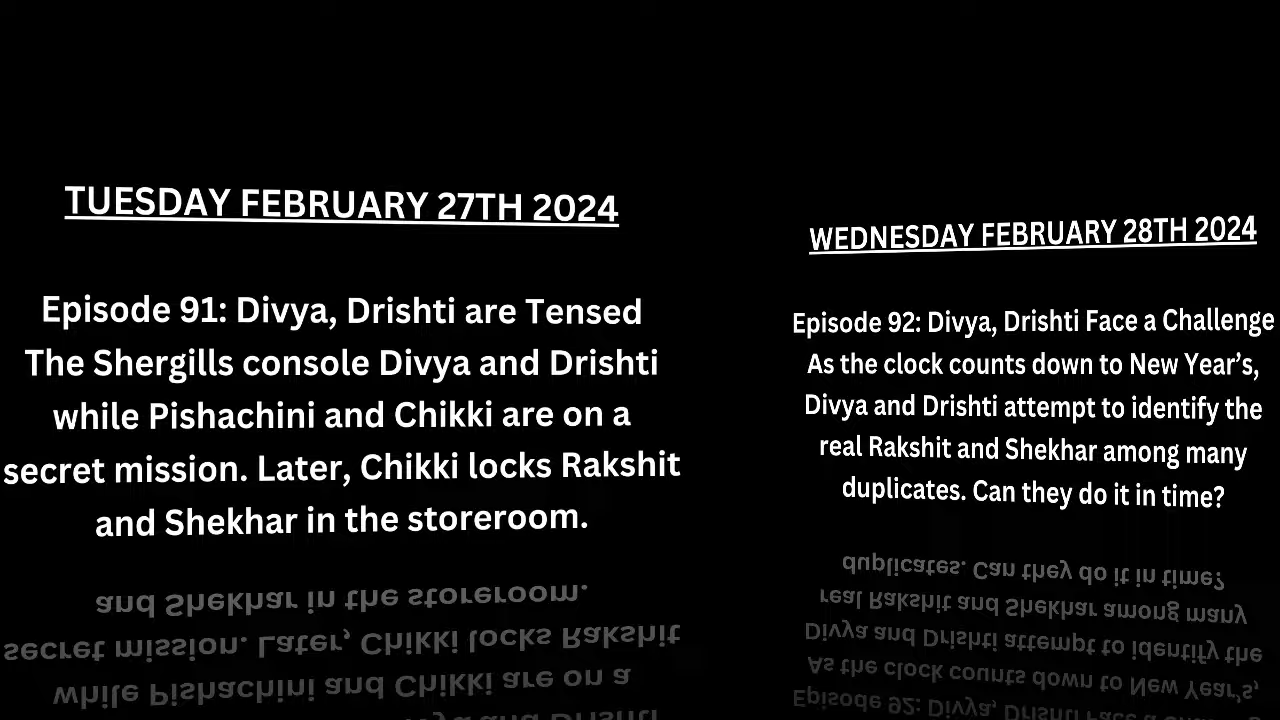 TUESDAY FEBRUARY 27TH 2024
Episode 91: Divya, Drishti are Tensed
The Shergills console Divya and Drishti
while Pishachini and Chikki are on a
secret mission. Later, Chikki locks Rakshit
and Shekhar in the storeroom.
WEDNESDAY FEBRUARY 28TH 2024
Episode 92: Divya, Drishti Face a Challenge
As the clock counts down to New Year's,
Divya and Drishti attempt to identify the
real Rakshit and Shekhar among many
duplicates. Can they do it in time?